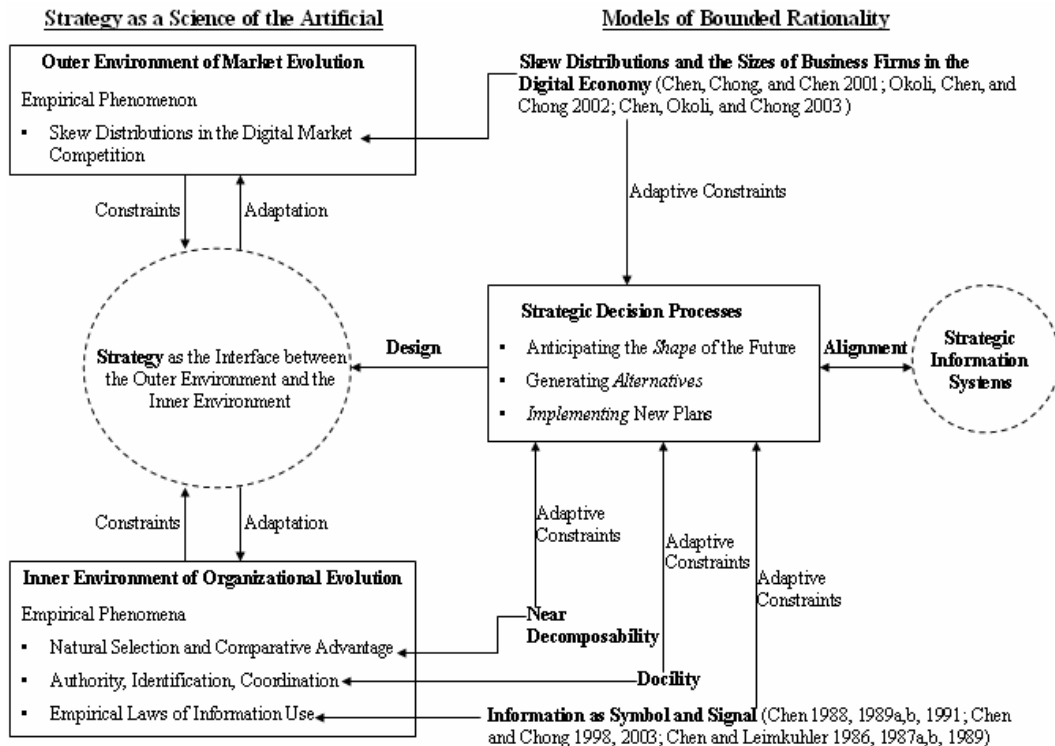 Strategy as a Science of the Artificial
Models of Bounded Rationality
Outer Environment of Market Evolution
Empirical Phenomenon
▪ Skew Distributions in the Digital Market
Competition
Skew Distributions and the Sizes of Business Firms in the
Digital Economy (Chen, Chong, and Chen 2001; Okoli, Chen, and
Chong 2002; Chen, Okoli, and Chong 2003 )
Constraints
Adaptation
Adaptive Constraints
Strategy as the Interface between
the Outer Environment and the
Inner Environment
Design
Strategic Decision Processes
▪ Anticipating the Shape of the Future
▪ Generating Alternatives
▪ Implementing New Plans
Alignment
Strategic
Information
Systems
Constraints
Adaptation
Adaptive
Constraints
Adaptive
Constraints
Adaptive
Constraints
Inner Environment of Organizational Evolution
Empirical Phenomena
▪ Natural Selection and Comparative Advantage
▪ Authority, Identification, Coordination
▪ Empirical Laws of Information Use
Near
Decomposability
Docility
Information as Symbol and Signal (Chen 1988, 1989a,b, 1991; Chen
and Chong 1998, 2003; Chen and Leimkuhler 1986, 1987a,b, 1989)